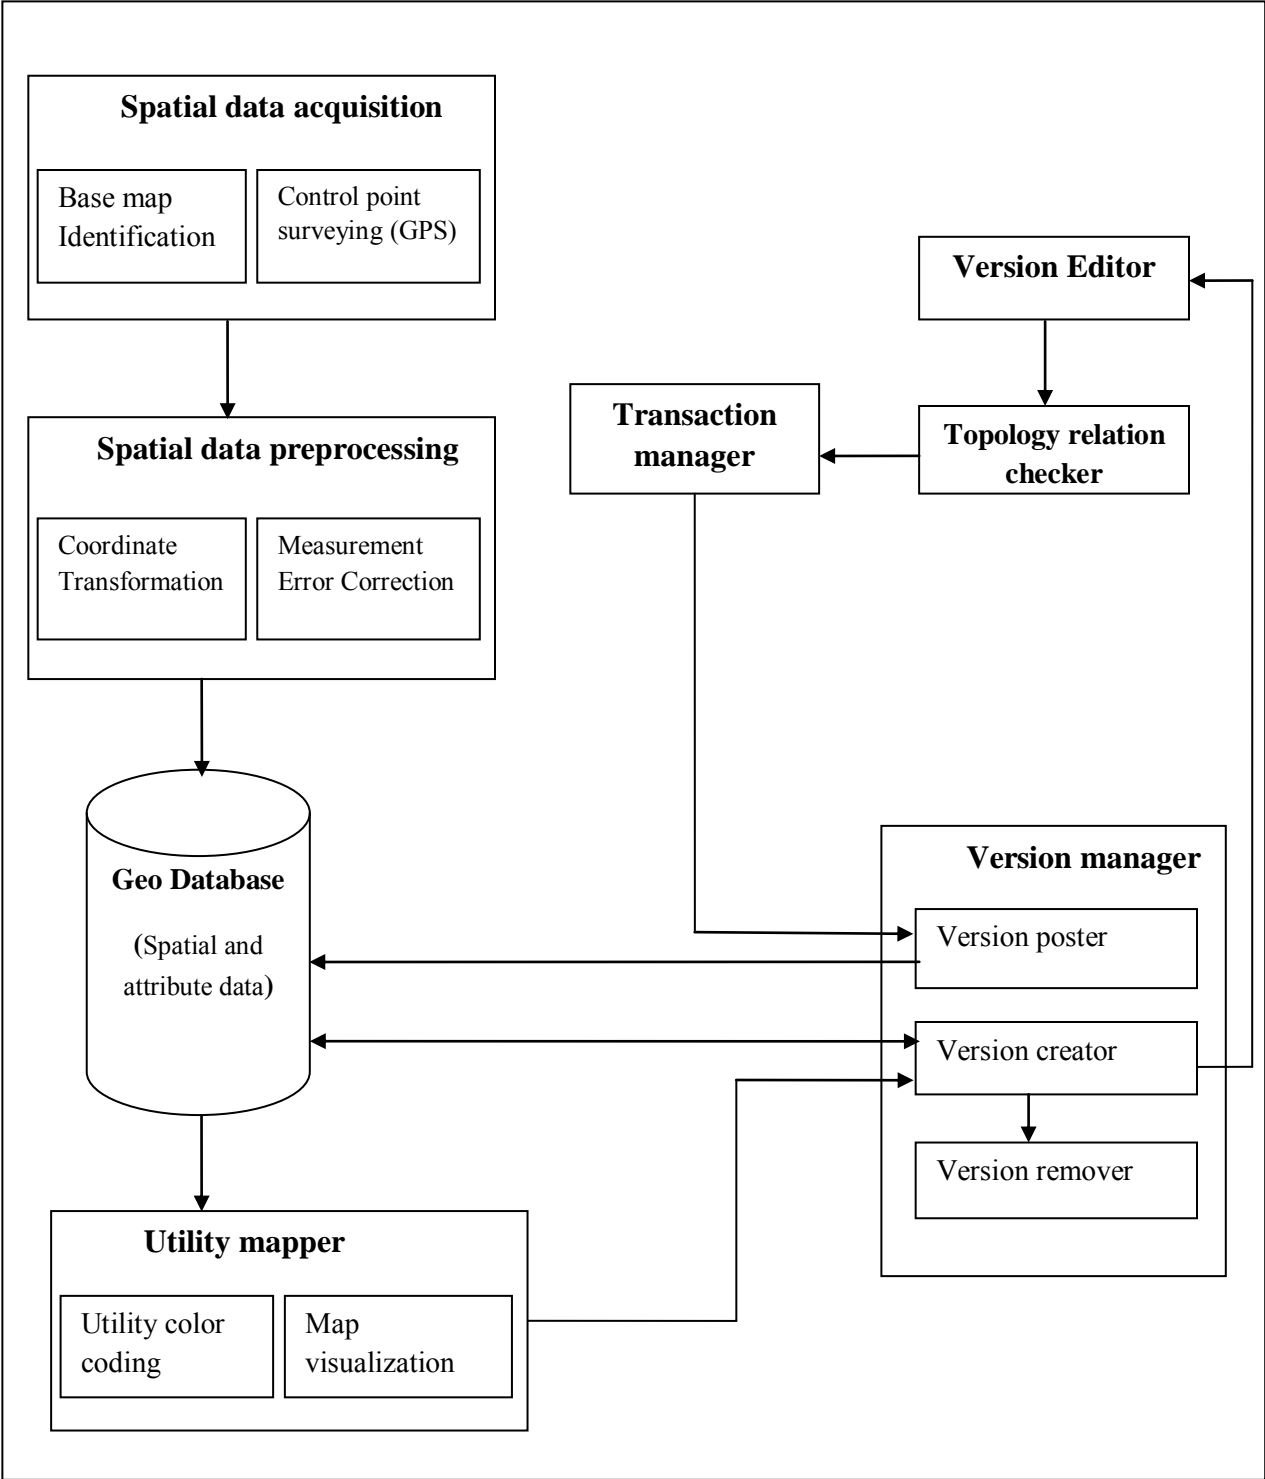 Spatial data acquisition
Base map
Identification
Control point
surveying (GPS)
Version Editor
Transaction
manager
Topology relation
checker
Spatial data preprocessing
Coordinate
Transformation
Measurement
Error Correction
Geo Database
(Spatial and
attribute data)
Version manager
Version poster
Version creator
Version remover
Utility mapper
Utility color
coding
Map
visualization